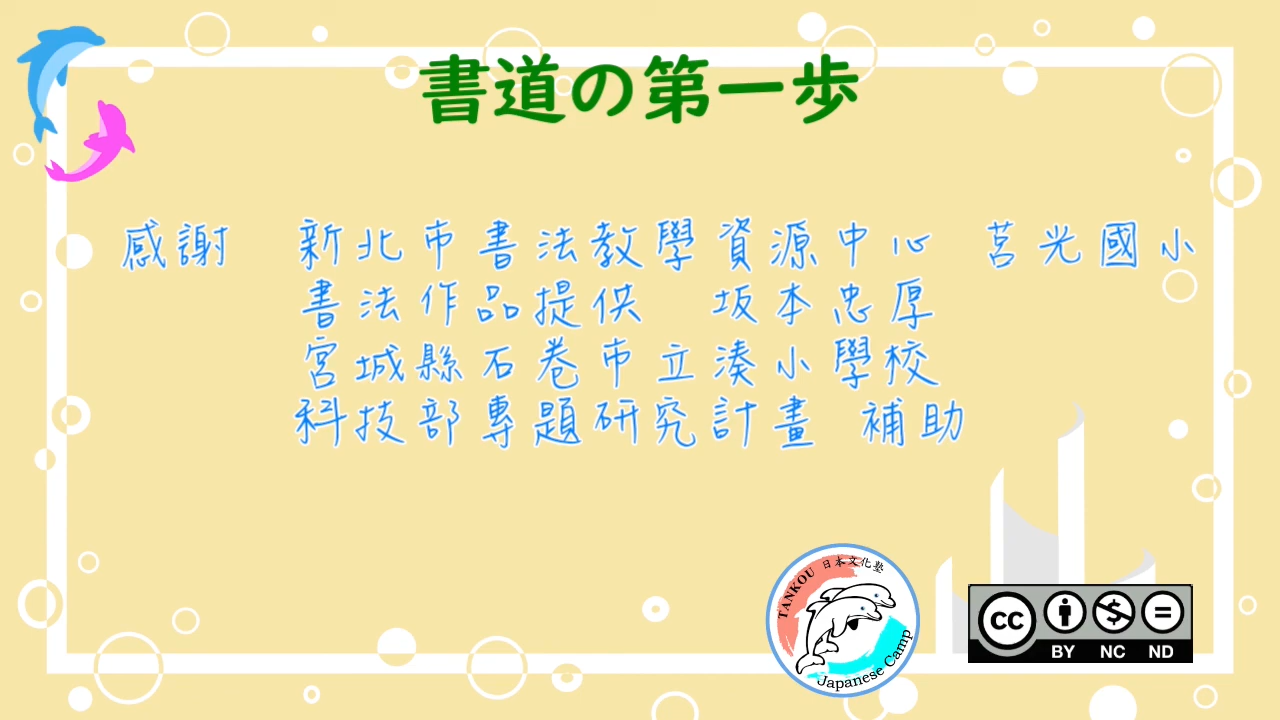 書道の第一歩
感謝 新北市書法教學資源中心 莒光國小
書法作品提供 坂本忠厚
宮城縣石巻市立湊小學校
科技部專題研究計畫 補助
TANKOU 日本文化塾
Japanese Camp
cc
BY NC ND